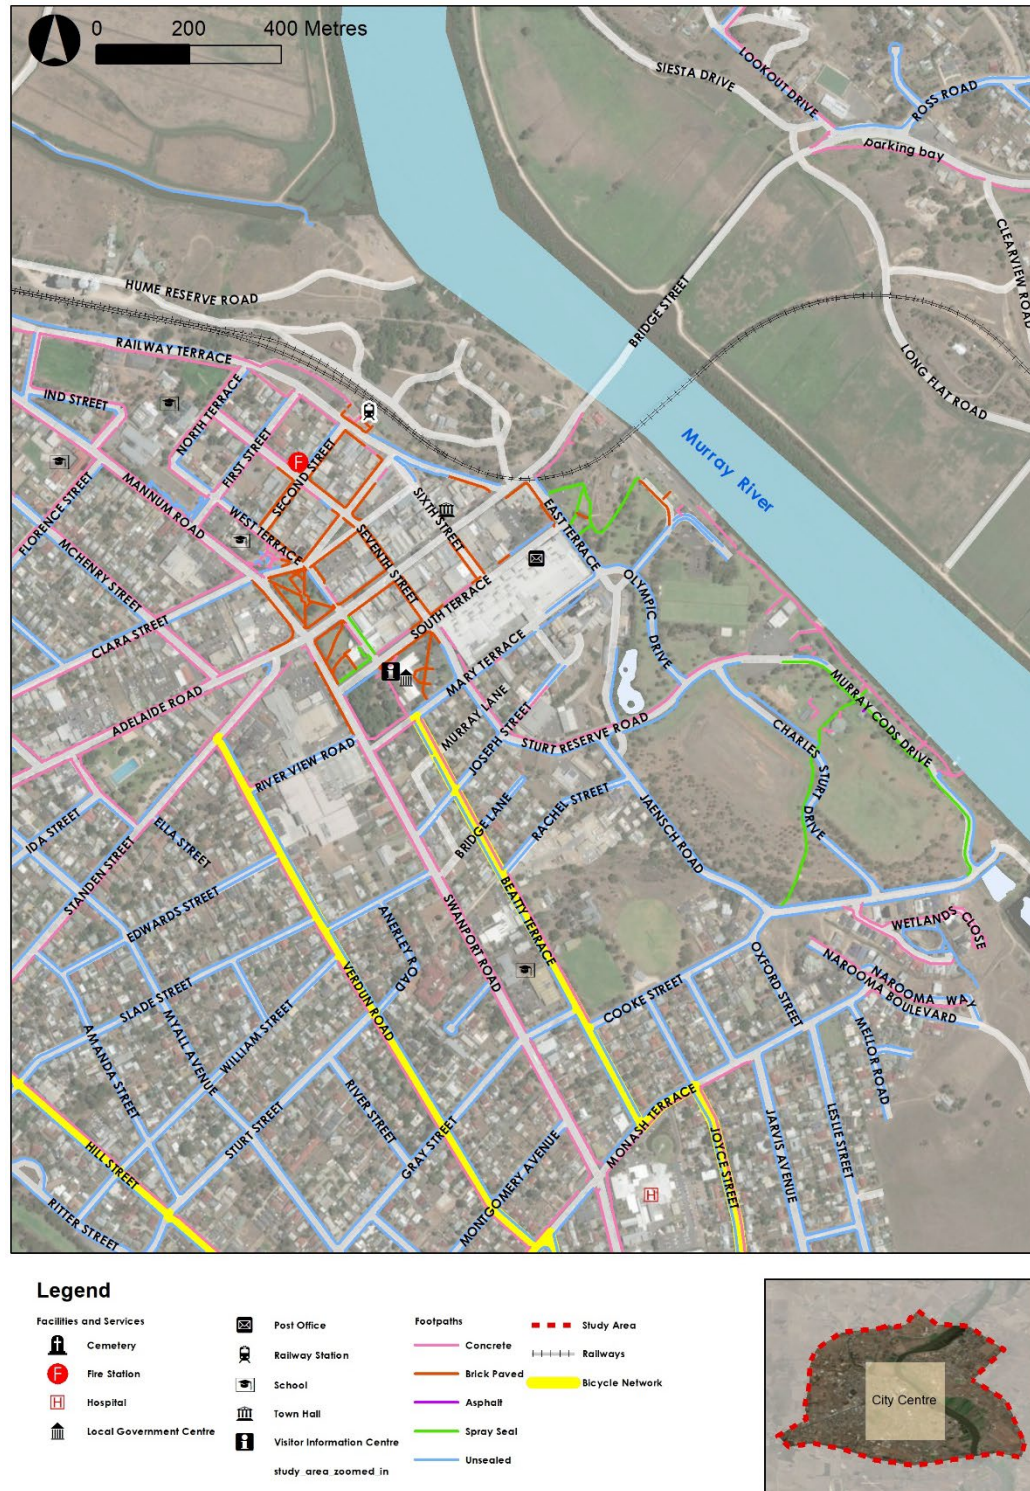 0 200 400 Metres
LOOKOUT DRIVE
SIESTA DRIVE
ROSS ROAD
parking bay
CLEARVIEW ROAD
HUME RESERVE ROAD
BRIDGE STREET
LONG FLAT ROAD
RAILWAY TERRACE
IND STREET
NORTH TERRACE
FIRST STREET
F
SECOND STREET
Murray River
FLORENCE STREET
MANNUM ROAD
WEST TERRACE
SIXTH STREET
SEVENTH STREET
EAST TERRACE
MCHENRY STREET
SOUTH TERRACE
OLYMPIC DRIVE
CLARA STREET
MARY TERRACE
ADELAIDE ROAD
MURRAY LANE
JOSEPH STREET
STURT RESERVE ROAD
MURRAY CODS DRIVE
CHARLES STURT DRIVE
RIVER VIEW ROAD
IDA STREET
ELLA STREET
STANDEN STREET
BRIDGE LANE
RACHEL STREET
JAENSCH ROAD
EDWARDS STREET
ANERLEY ROAD
SWANPORT ROAD
BEATTY TERRACE
WETLANDS CLOSE
OXFORD STREET
NAROOMA WAY
NAROOMA BOULEVARD
SLADE STREET
VERDUN ROAD
COOKE STREET
AMANDA STREET
MYALL AVENUE
WILLIAM STREET
MELLOR ROAD
STURT STREET
RIVER STREET
GRAY STREET
MONASH TERRACE
JOYCE STREET
JARVIS AVENUE
LESLIE STREET
HILL STREET
MONTGOMERY AVENUE
H
RITTER STREET
Legend
Facilities and Services
Cemetery
F Fire Station
H Hospital
Local Government Centre
Post Office
Railway Station
School
Town Hall
Visitor Information Centre
study_area_zoomed_in
Footpaths
Concrete
Brick Paved
Asphalt
Spray Seal
Unsealed
Study Area
Railways
Bicycle Network
City Centre